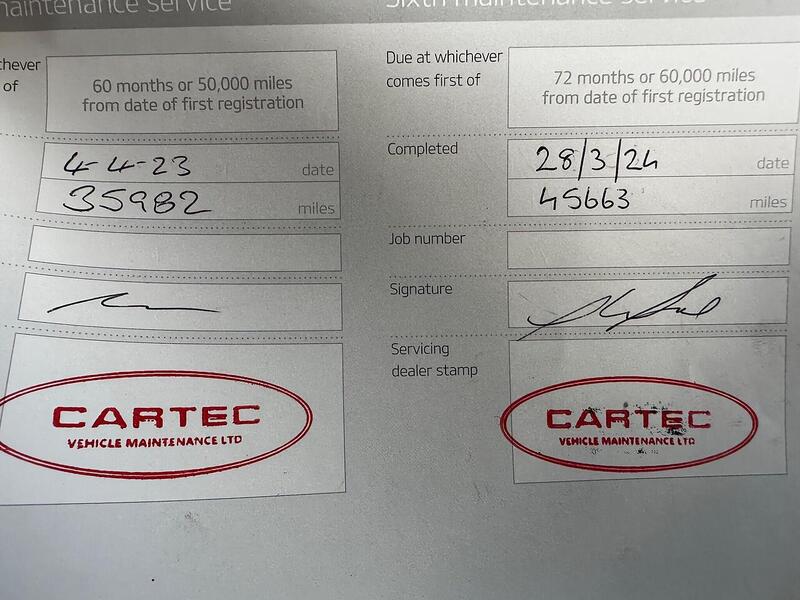 maintenance service
chever
of
60 months or 50,000 miles
from date of first registration
4-4-23 date
35982 miles
CARTEC
VEHICLE MAINTENANCE LTD
Sixth maintenance service
Due at whichever
comes first of
72 months or 60,000 miles
from date of first registration
Completed
28/3/24 date
45663 miles
Job number
Signature
Servicing
dealer stamp
CARTEC
VEHICLE MAINTENANCE LTD